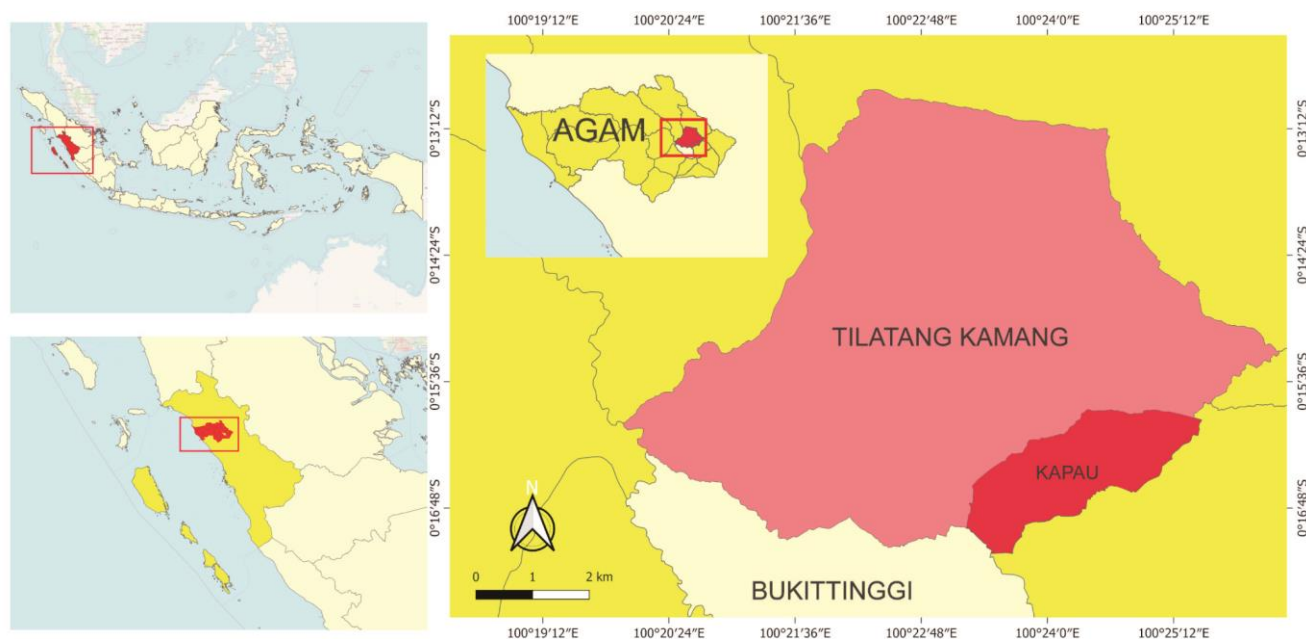 100°19′12″E 100°20′24″E 100°21′36″E 100°22′48″E 100°24′0″E 100°25′12″E
0°13′12″S 0°13′12″S
AGAM
0°14′24″S 0°14′24″S
TILATANG KAMANG
0°15′36″S 0°15′36″S
KAPAU
0°16′48″S 0°16′48″S
N
0 1 2 km
BUKITTINGGI
100°19′12″E 100°20′24″E 100°21′36″E 100°22′48″E 100°24′0″E 100°25′12″E